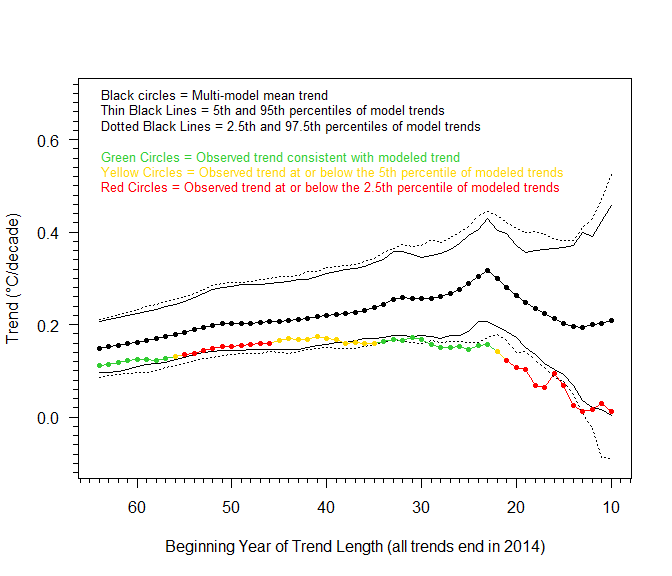 Black circles = Multi-model mean trend
Thin Black Lines = 5th and 95th percentiles of model trends
Dotted Black Lines = 2.5th and 97.5th percentiles of model trends
Green Circles = Observed trend consistent with modeled trend
Yellow Circles = Observed trend at or below the 5th percentile of modeled trends
Red Circles = Observed trend at or below the 2.5th percentile of modeled trends
Trend (°C/decade)
0.6
0.4
0.2
0.0
60 50 40 30 20 10
Beginning Year of Trend Length (all trends end in 2014)